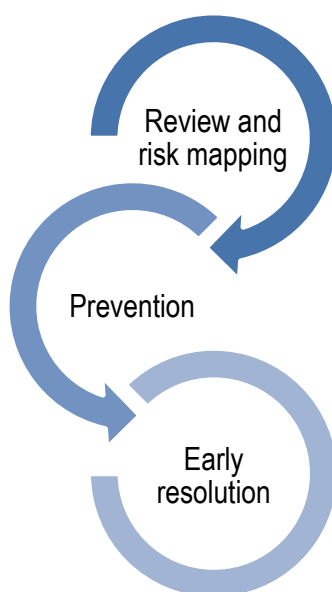 Review and
risk mapping
Prevention
Early
resolution